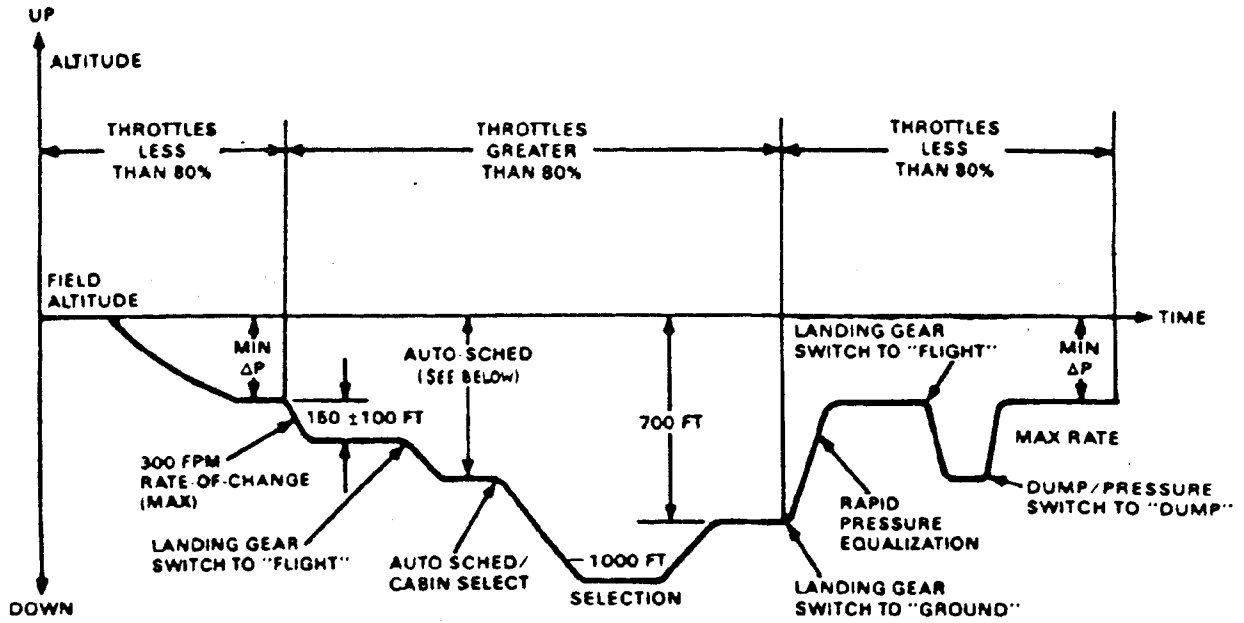 UP
ALTITUDE
THROTTLES
LESS
THAN 80%
THROTTLES
GREATER
THAN 80%
THROTTLES
LESS
THAN 80%
FIELD
ALTITUDE
TIME
MIN
ΔP
AUTO-SCHED
(SEE BELOW)
LANDING GEAR
SWITCH TO "FLIGHT"
MIN
ΔP
150 ±100 FT
700 FT
300 FPM
RATE-OF-CHANGE
(MAX)
MAX RATE
LANDING GEAR
SWITCH TO "FLIGHT"
AUTO SCHED/
CABIN SELECT
-1000 FT
SELECTION
RAPID
PRESSURE
EQUALIZATION
DUMP/PRESSURE
SWITCH TO "DUMP"
LANDING GEAR
SWITCH TO "GROUND"
DOWN